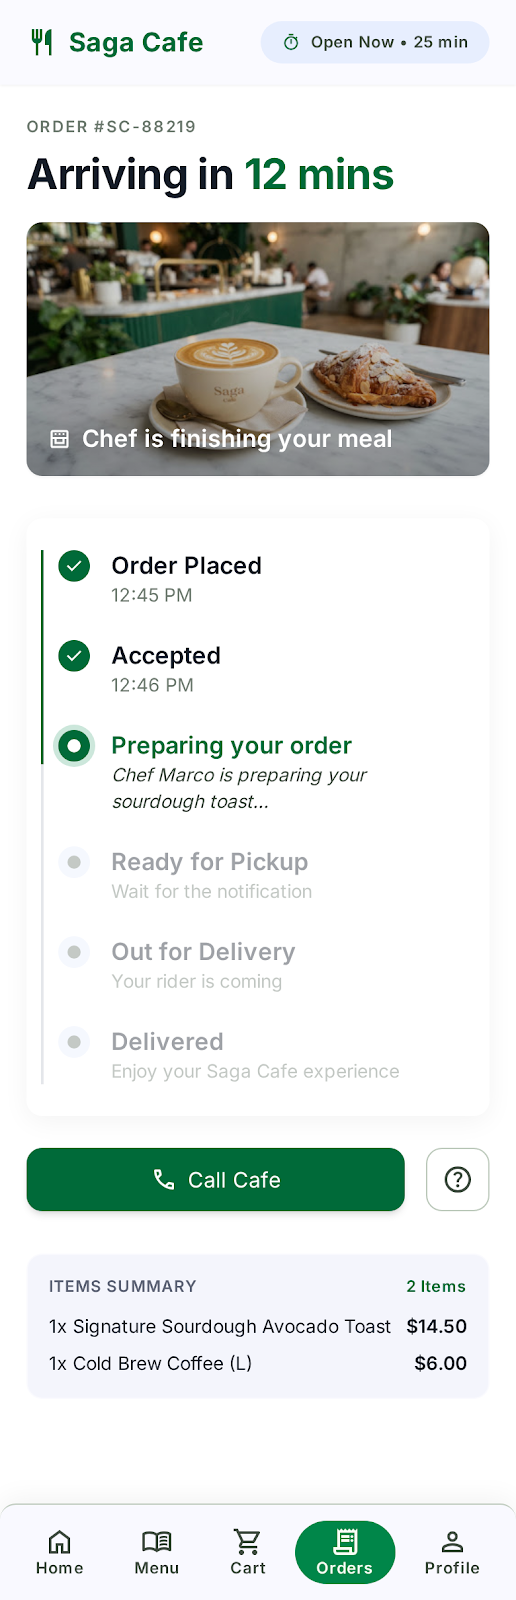 Saga Cafe
Open Now • 25 min
ORDER #SC-88219
Arriving in 12 mins
Saga
Cafe
Chef is finishing your meal
Order Placed
12:45 PM
Accepted
12:46 PM
Preparing your order
Chef Marco is preparing your
sourdough toast...
Ready for Pickup
Wait for the notification
Out for Delivery
Your rider is coming
Delivered
Enjoy your Saga Cafe experience
Call Cafe
ITEMS SUMMARY 2 Items
1x Signature Sourdough Avocado Toast $14.50
1x Cold Brew Coffee (L) $6.00
Home Menu Cart Orders Profile